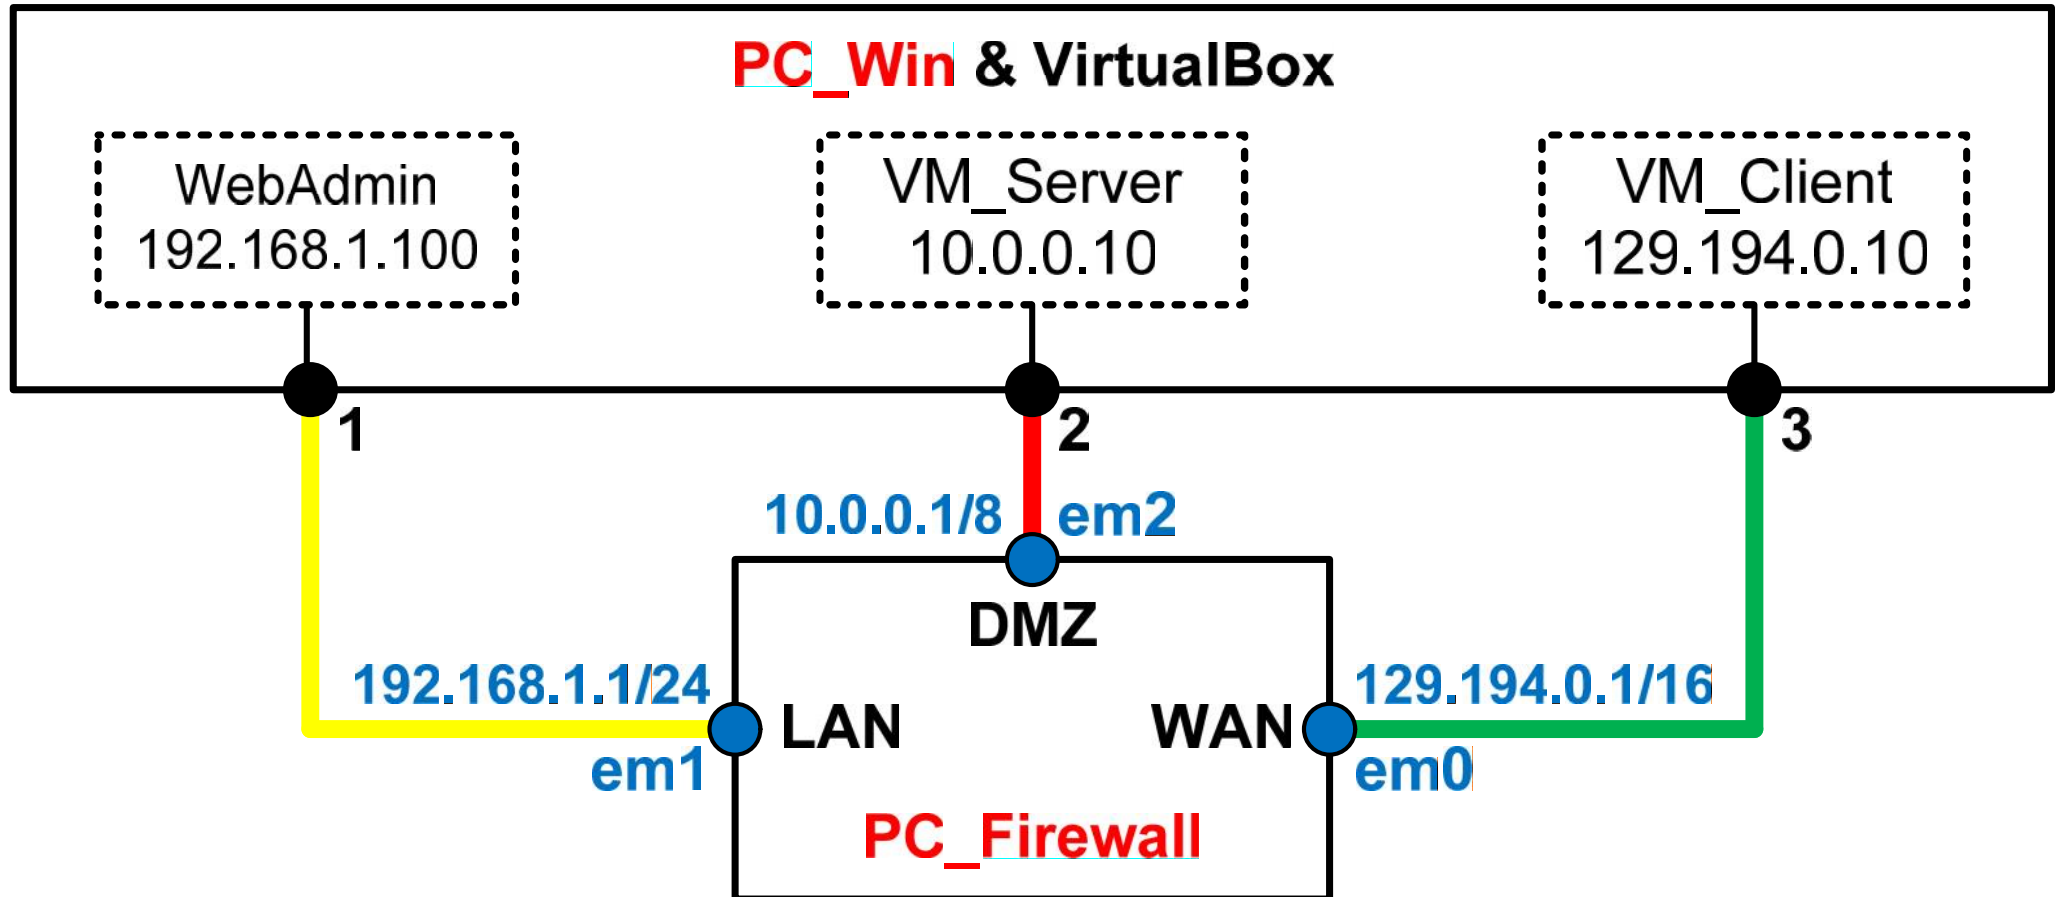 PC_Win & VirtualBox
WebAdmin
192.168.1.100
VM_Server
10.0.0.10
VM_Client
129.194.0.10
1
2
3
10.0.0.1/8
em2
DMZ
192.168.1.1/24
em1
LAN
WAN
129.194.0.1/16
em0
PC_Firewall